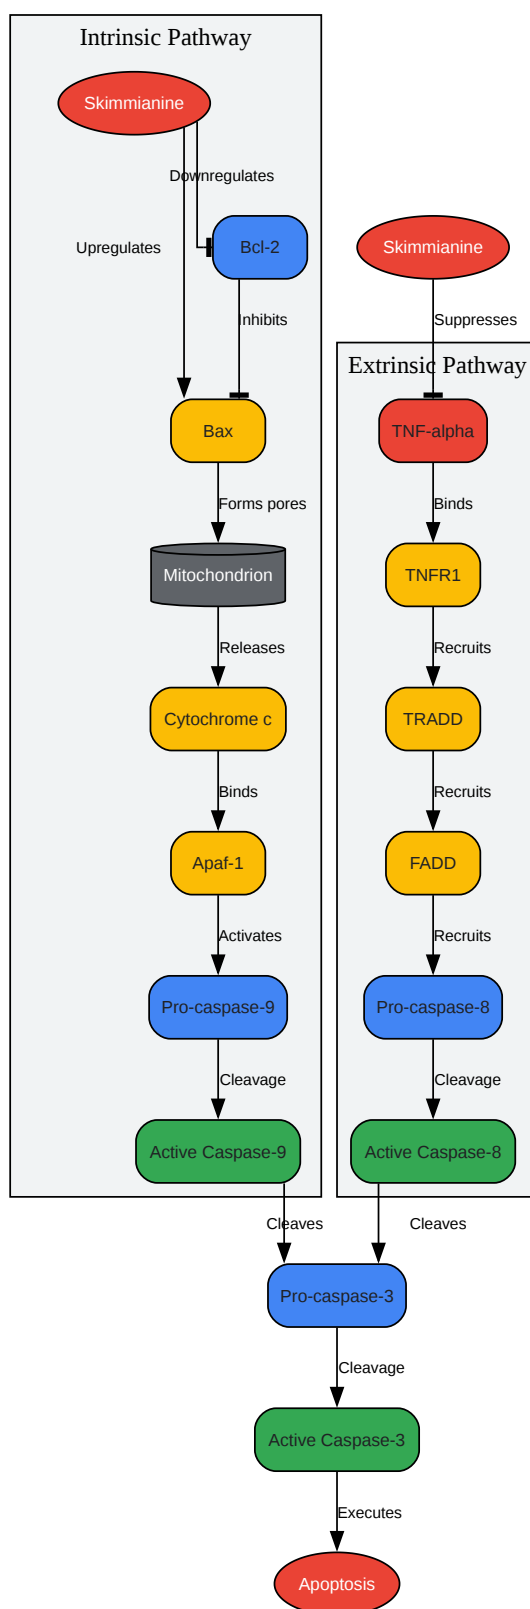 Intrinsic Pathway
Skimmianine
Downregulates
Upregulates
Bcl-2
Inhibits
Bax
Forms pores
Mitochondrion
Releases
Cytochrome c
Binds
Apaf-1
Activates
Pro-caspase-9
Cleavage
Active Caspase-9
Cleaves
Skimmianine
Suppresses
Extrinsic Pathway
TNF-alpha
Binds
TNFR1
Recruits
TRADD
Recruits
FADD
Recruits
Pro-caspase-8
Cleavage
Active Caspase-8
Cleaves
Pro-caspase-3
Cleavage
Active Caspase-3
Executes
Apoptosis